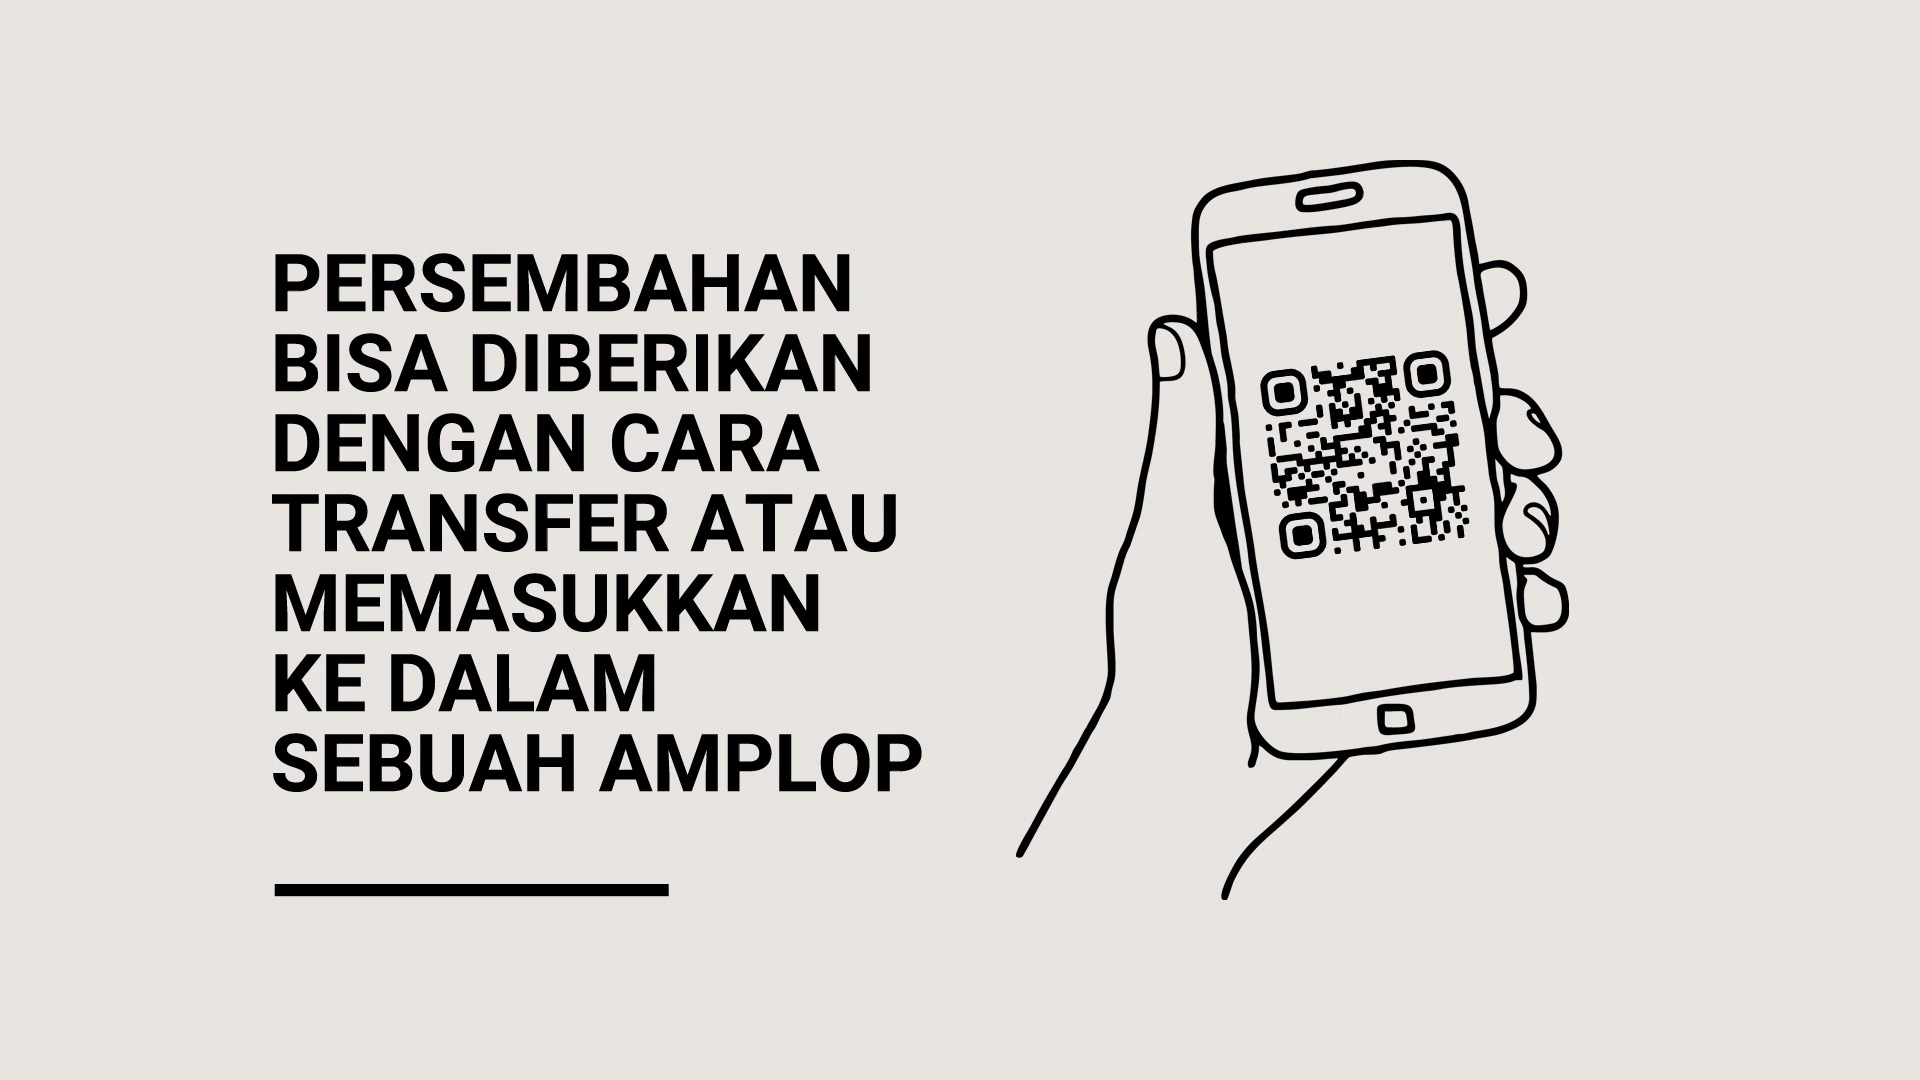 PERSEMBAHAN
BISA DIBERIKAN
DENGAN CARA
TRANSFER ATAU
MEMASUKKAN
KE DALAM
SEBUAH AMPLOP